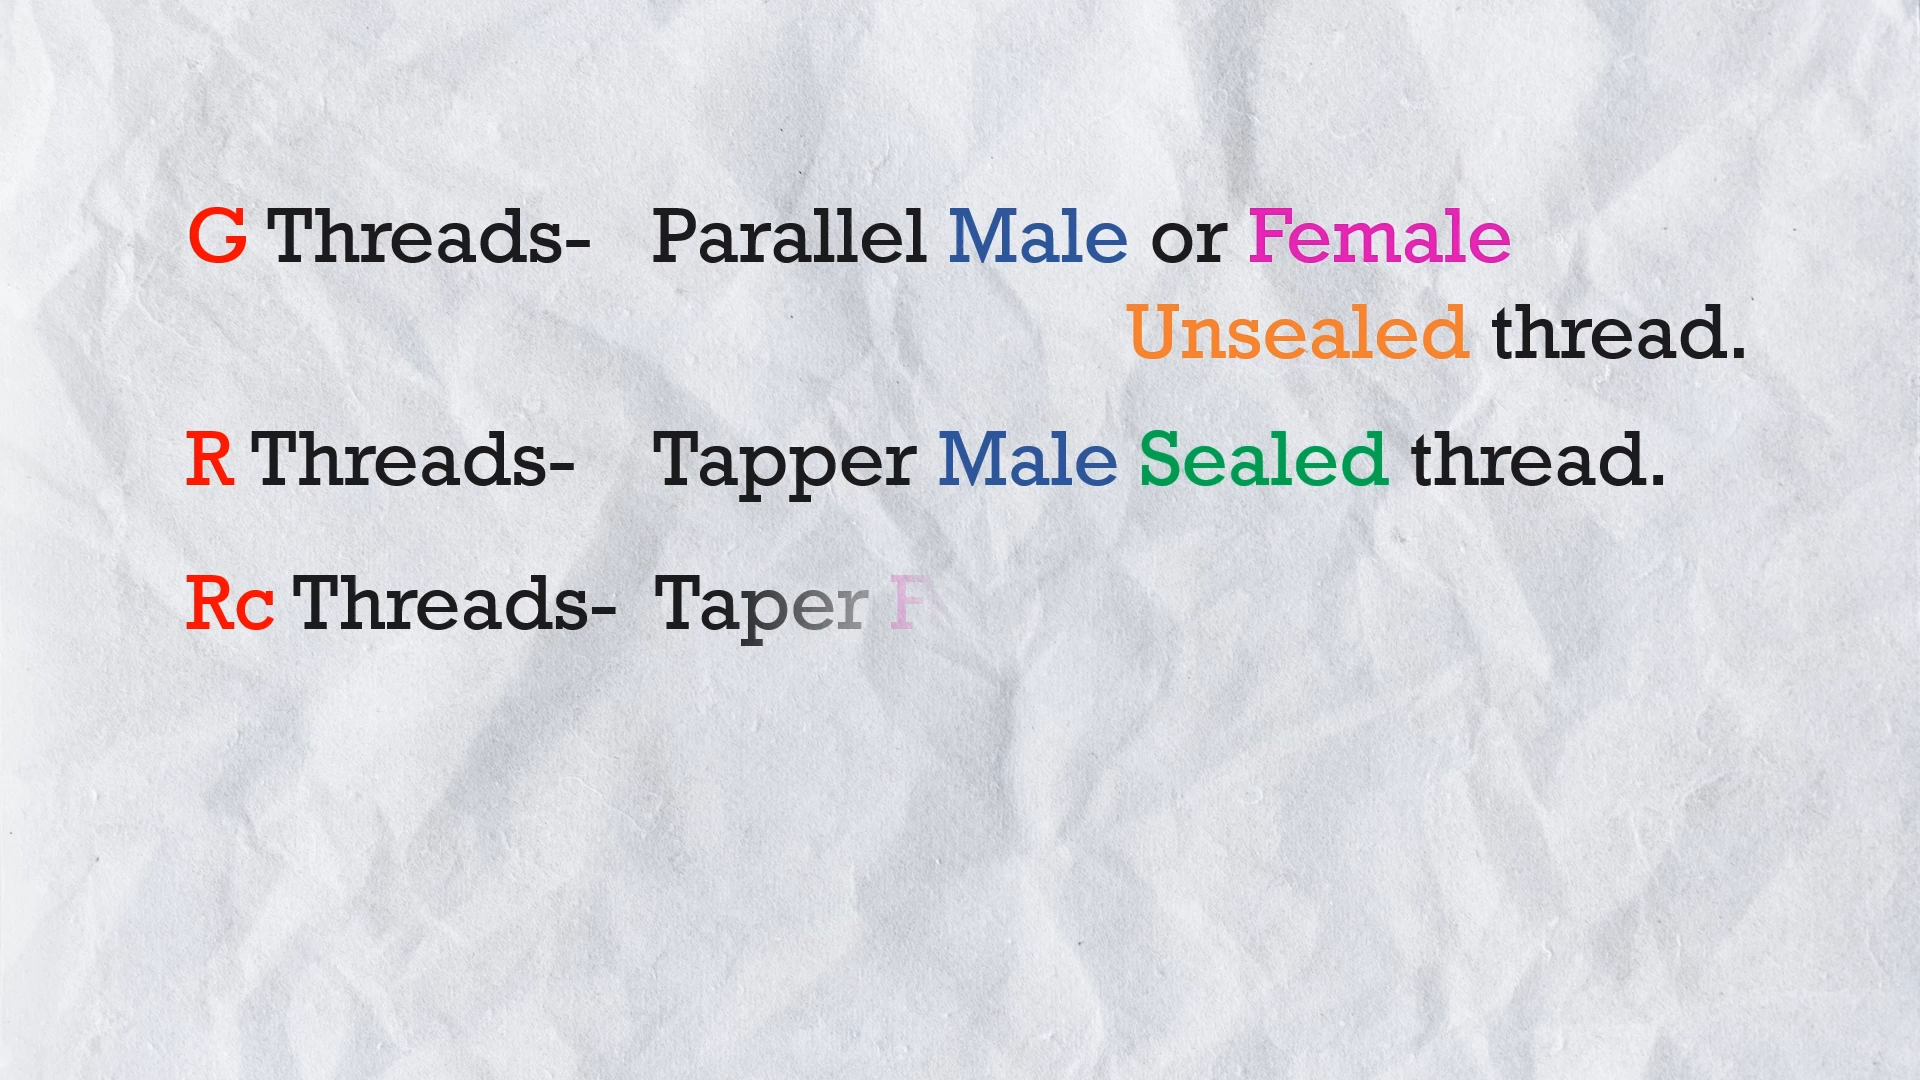 G Threads- Parallel Male or Female
Unsealed thread.
R Threads- Tapper Male Sealed thread.
Rc Threads- Taper